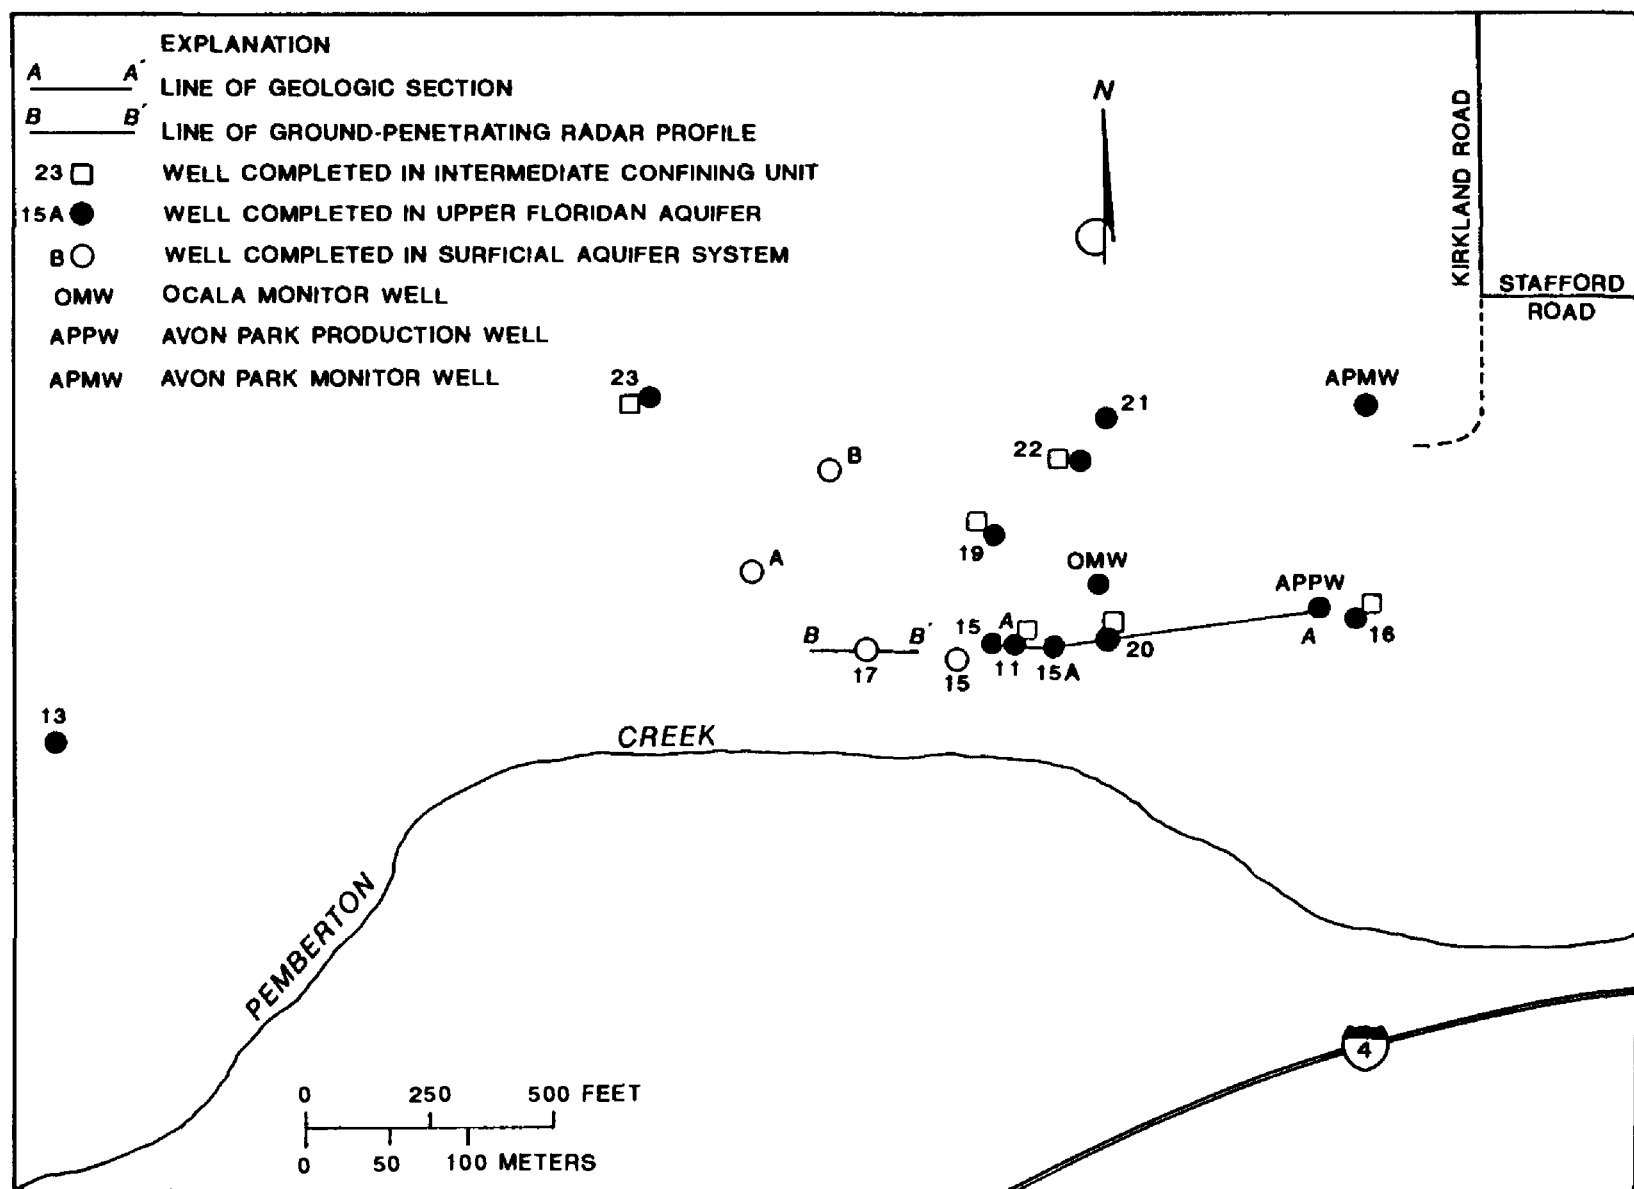 EXPLANATION
A A´
LINE OF GEOLOGIC SECTION
B B´
LINE OF GROUND-PENETRATING RADAR PROFILE
23 WELL COMPLETED IN INTERMEDIATE CONFINING UNIT
15A WELL COMPLETED IN UPPER FLORIDAN AQUIFER
B WELL COMPLETED IN SURFICIAL AQUIFER SYSTEM
OMW OCALA MONITOR WELL
APPW AVON PARK PRODUCTION WELL
APMW AVON PARK MONITOR WELL
N
KIRKLAND ROAD
STAFFORD
ROAD
23
APMW
21
22
B
19
A
OMW
APPW
B B´
17
15
15
A
11
15A
20
A
16
13
CREEK
PEMBERTON
4
0 250 500 FEET
0 50 100 METERS